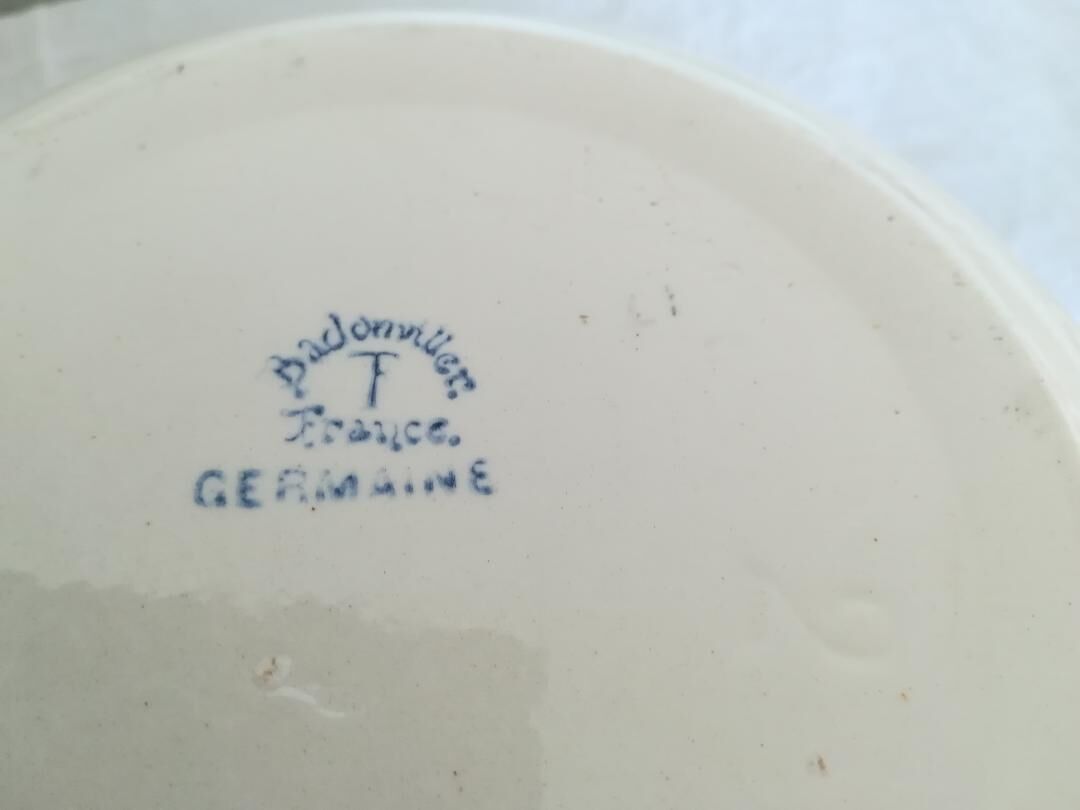 Badonviller.
F
France.
GERMAINE